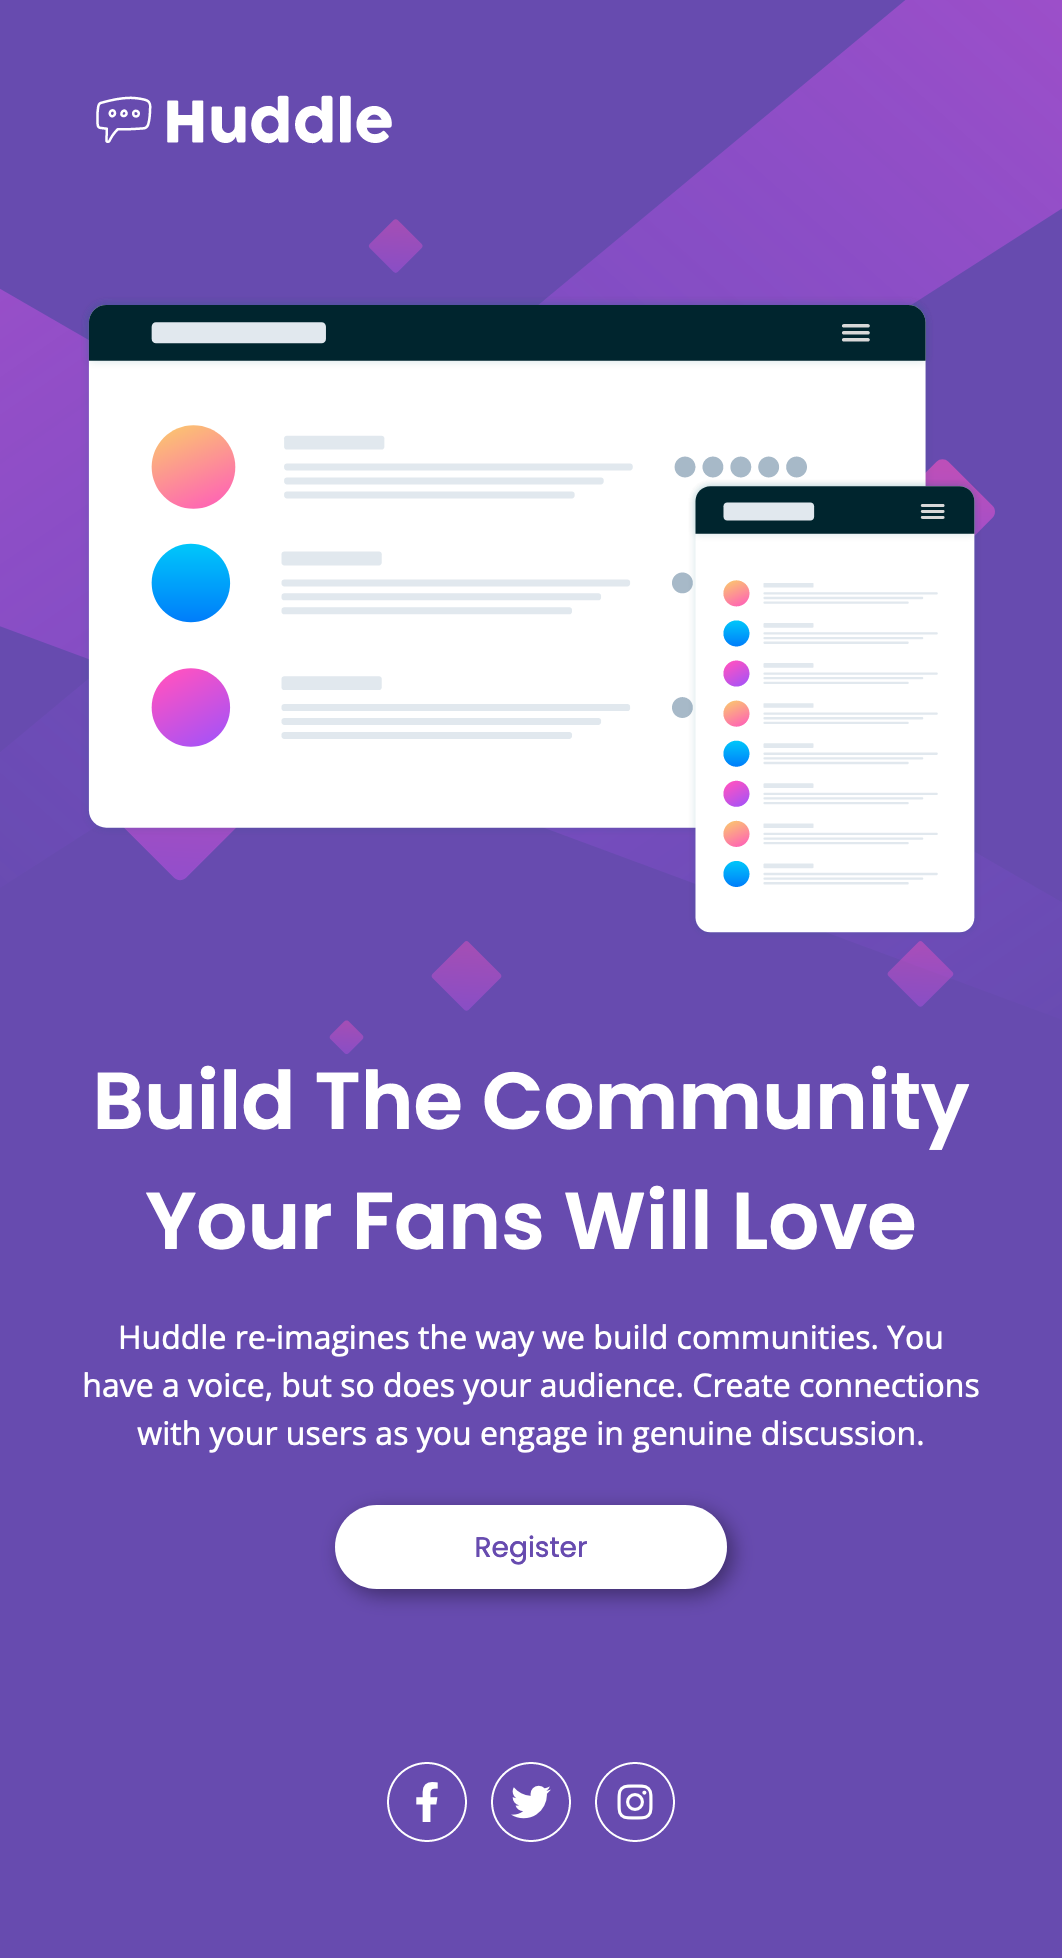 Huddle
Build The Community
Your Fans Will Love
Huddle re-imagines the way we build communities. You
have a voice, but so does your audience. Create connections
with your users as you engage in genuine discussion.
Register